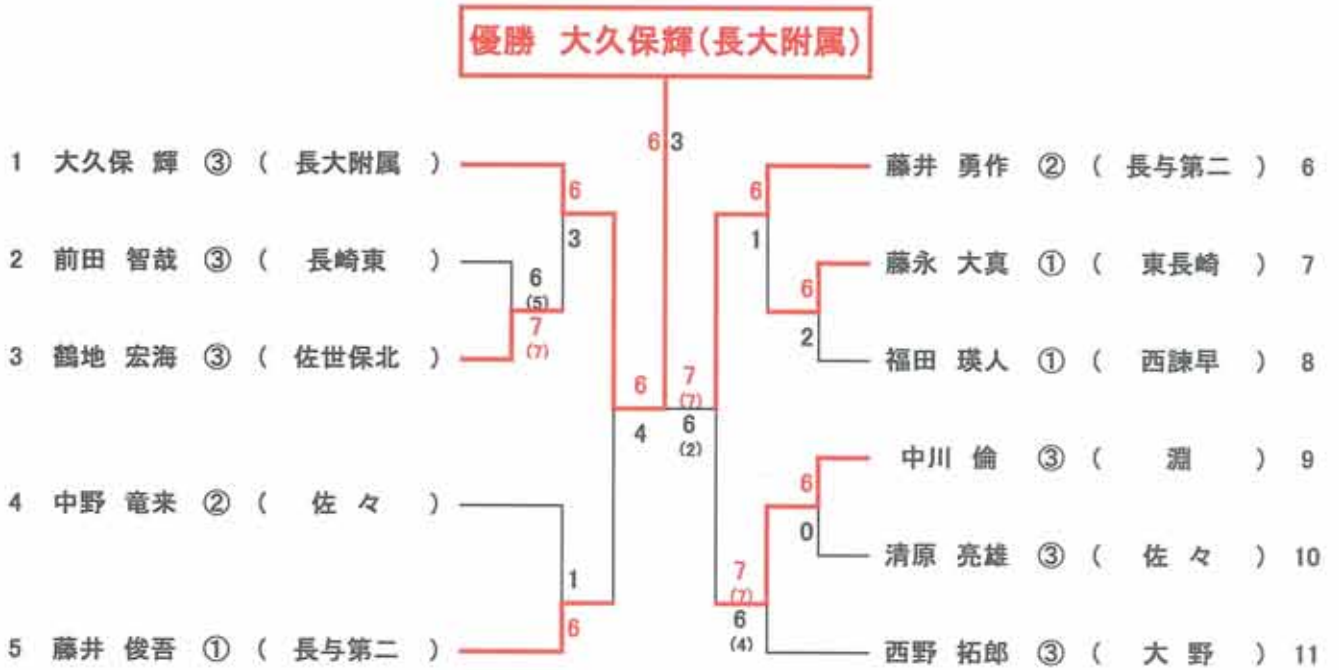 優勝 大久保輝(長大附属)
6 3
1 大久保 輝 ③ ( 長大附属 )
藤井 勇作 ② ( 長与第二 ) 6
6
6
3
1
2 前田 智哉 ③ ( 長崎東 )
藤永 大真 ① ( 東長崎 ) 7
6
(5)
7
(7)
6
2
3 鶴地 宏海 ③ ( 佐世保北 )
福田 瑛人 ① ( 西諫早 ) 8
6
4
7
(7)
6
(2)
中川 倫 ③ ( 淵 ) 9
6
0
4 中野 竜来 ② ( 佐 々 )
清原 亮雄 ③ ( 佐 々 ) 10
1
6
7
(7)
6
(4)
5 藤井 俊吾 ① ( 長与第二 )
西野 拓郎 ③ ( 大 野 ) 11